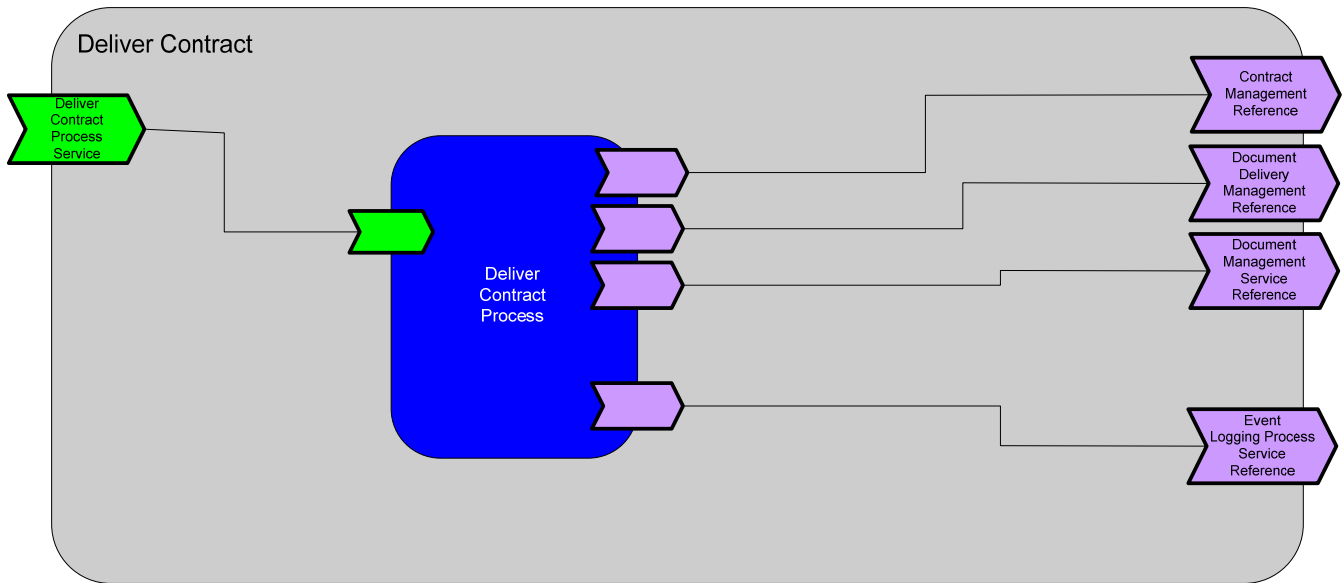 Deliver Contract
Deliver
Contract
Process
Service
Deliver
Contract
Process
Contract
Management
Reference
Document
Delivery
Management
Reference
Document
Management
Service
Reference
Event
Logging Process
Service
Reference